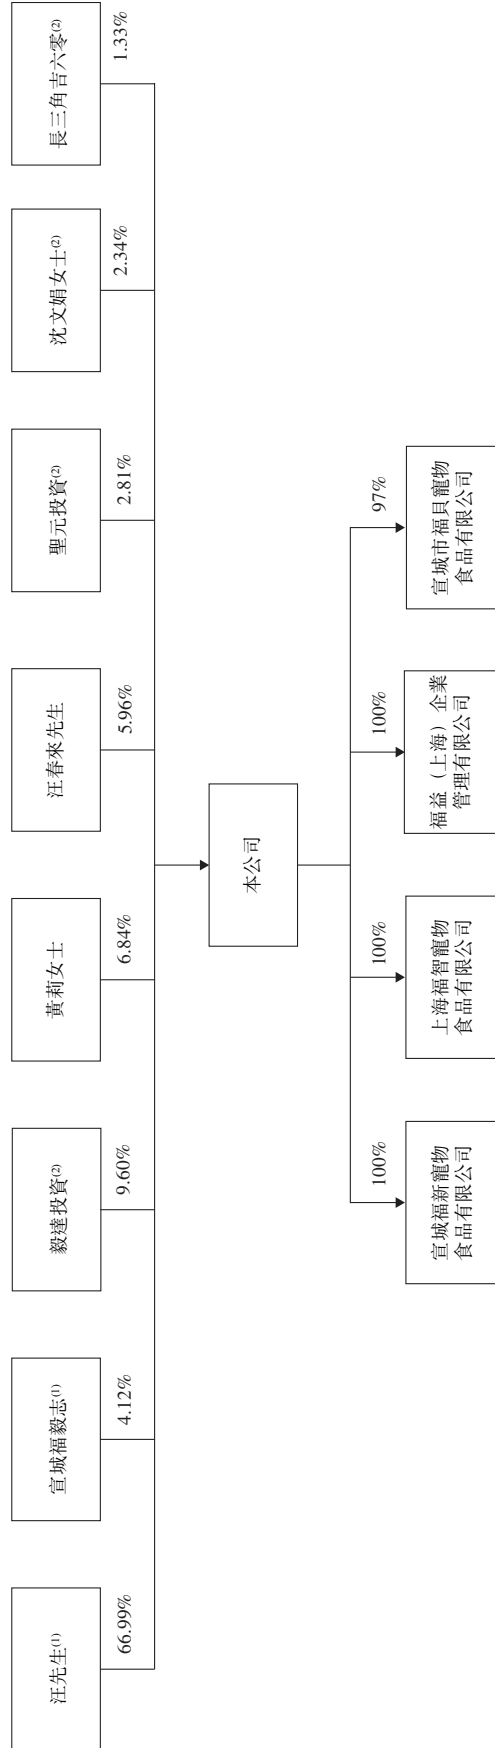 汪先生(1)
宣城福毅志(1)
毅達投資(2)
黃莉女士
汪春來先生
聖元投資(2)
沈文娟女士(2)
長三角吉六零(2)
66.99%
4.12%
9.60%
6.84%
5.96%
2.81%
2.34%
1.33%
本公司
100%
100%
100%
97%
宣城福新寵物
食品有限公司
上海福智寵物
食品有限公司
福益（上海）企業
管理有限公司
宣城市福貝寵物
食品有限公司